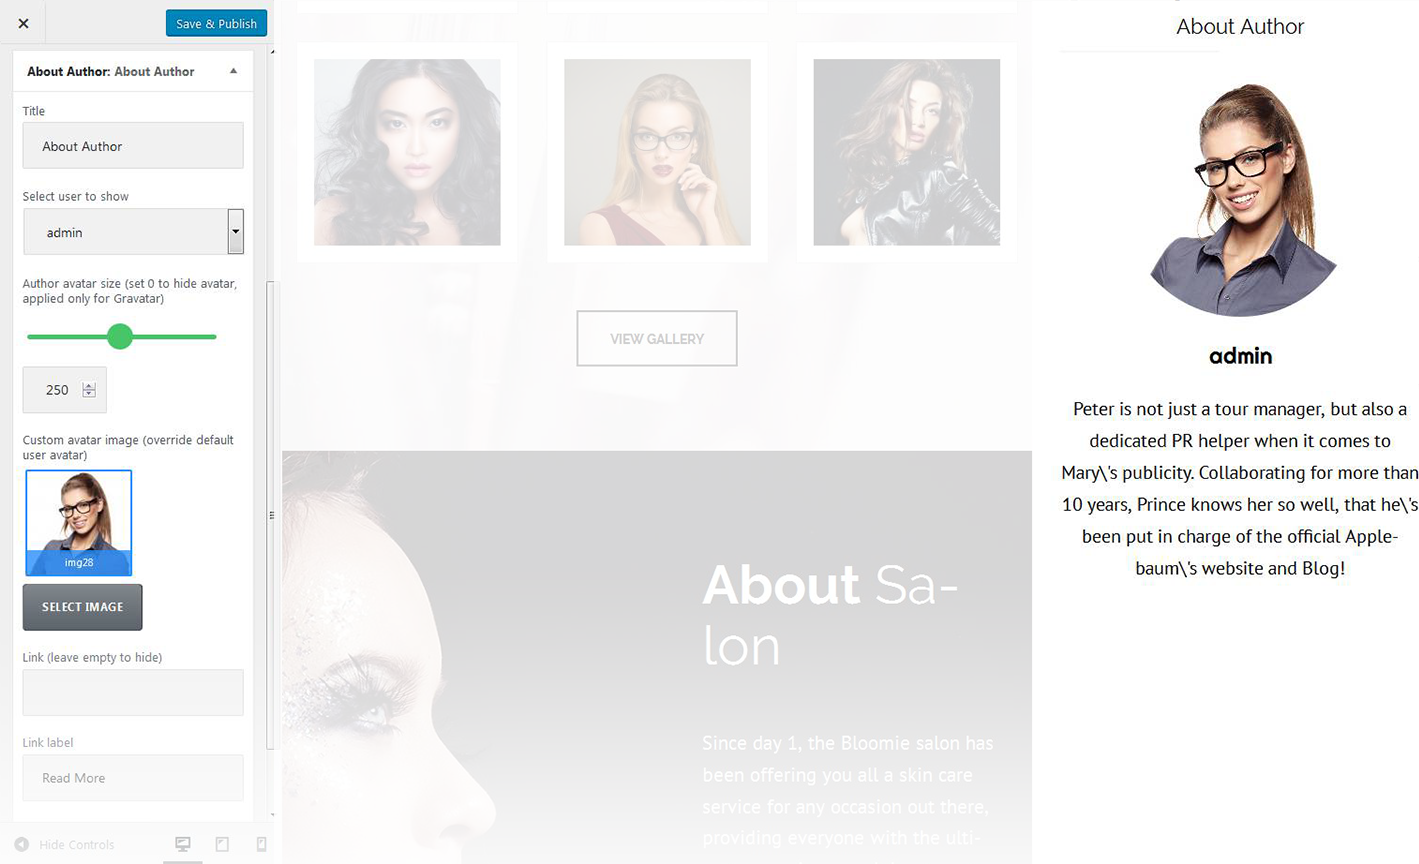 Save & Publish
About Author: About Author
Title
About Author
Select user to show
admin
Author avatar size (set 0 to hide avatar,
applied only for Gravatar)
250
Custom avatar image (override default
user avatar)
img28
SELECT IMAGE
Link (leave empty to hide)
Link label
Read More
Hide Controls
VIEW GALLERY
About Sa-
lon
Since day 1, the Bloomie salon has
been offering you all a skin care
service for any occasion out there,
providing everyone with the ulti-
About Author
admin
Peter is not just a tour manager, but also a
dedicated PR helper when it comes to
Mary\'s publicity. Collaborating for more than
10 years, Prince knows her so well, that he\'s
been put in charge of the official Apple-
baum\'s website and Blog!